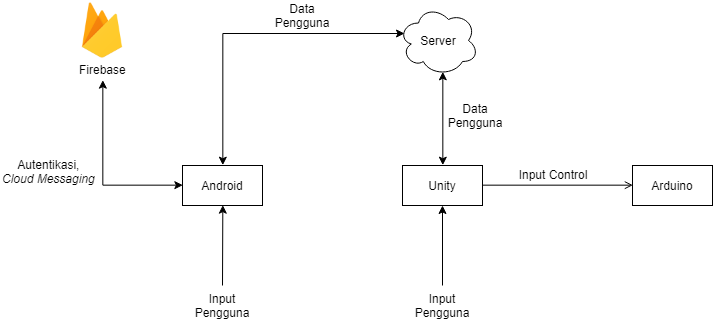 Data
Pengguna
Server
Firebase
Data
Pengguna
Autentikasi,
Cloud Messaging
Android
Unity
Input Control
Arduino
Input
Pengguna
Input
Pengguna